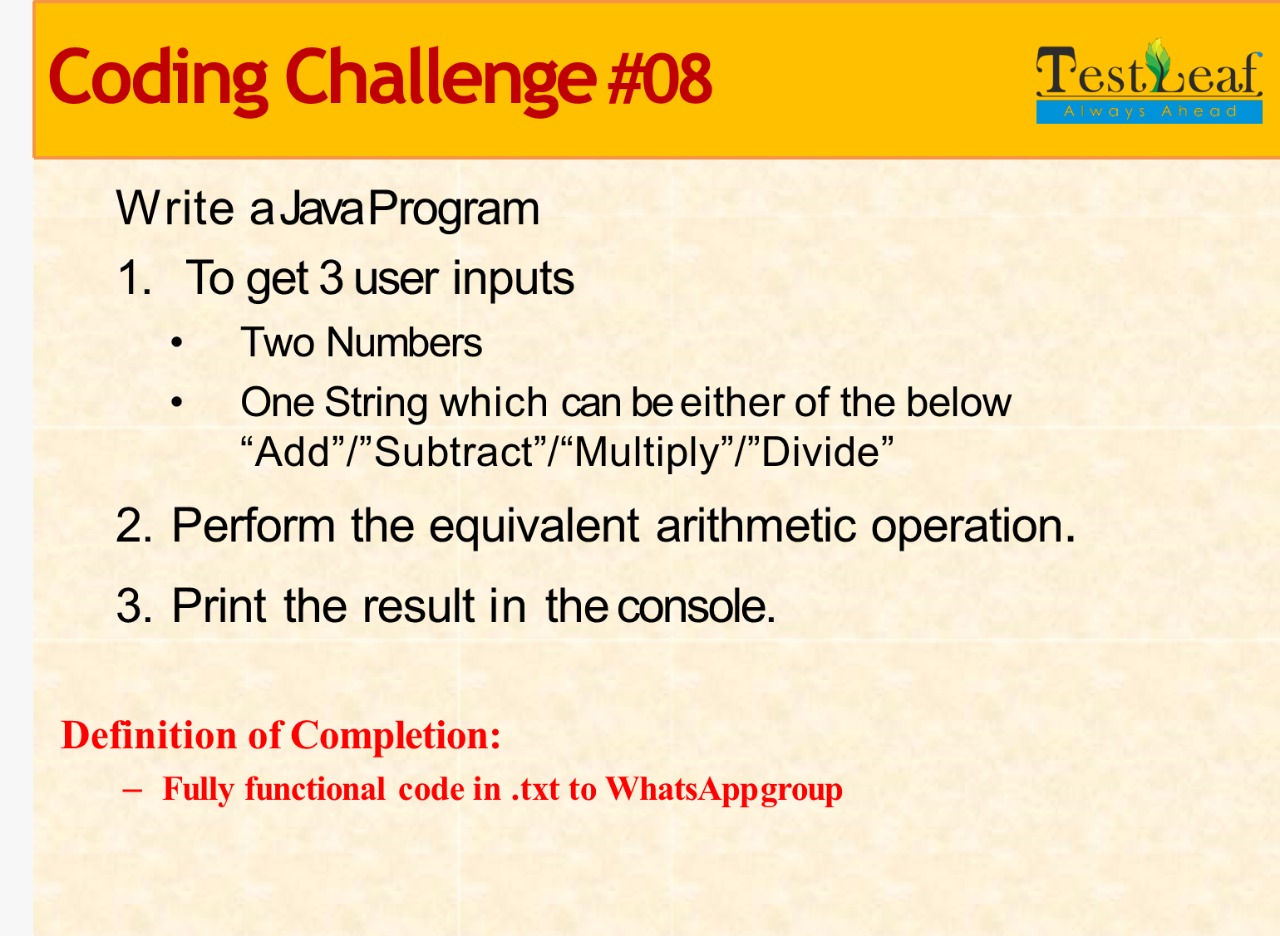 Coding Challenge #08
TestLeaf
Always Ahead
Write a Java Program
1. To get 3 user inputs
• Two Numbers
• One String which can be either of the below
“Add”/”Subtract”/“Multiply”/”Divide”
2. Perform the equivalent arithmetic operation.
3. Print the result in the console.
Definition of Completion:
– Fully functional code in .txt to WhatsApp group